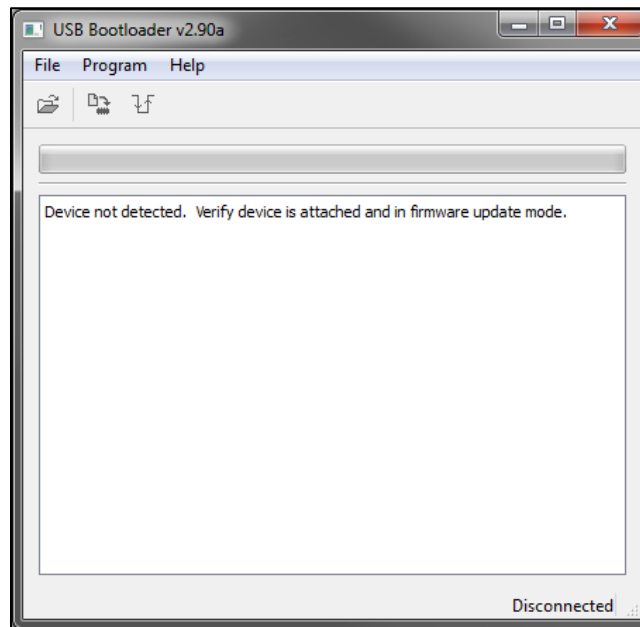 USB Bootloader v2.90a
File Program Help
Device not detected. Verify device is attached and in firmware update mode.
Disconnected